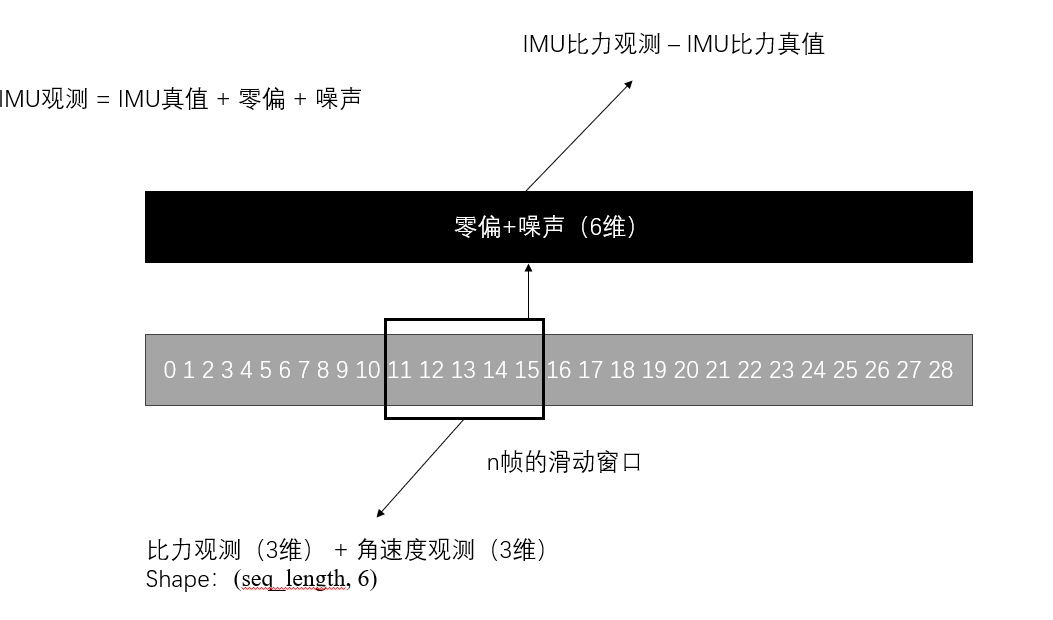 IMU比力观测 – IMU比力真值
IMU观测 = IMU真值 + 零偏 + 噪声
零偏+噪声（6维）
0 1 2 3 4 5 6 7 8 9 10 11 12 13 14 15 16 17 18 19 20 21 22 23 24 25 26 27 28
n帧的滑动窗口
比力观测（3维） + 角速度观测（3维）
Shape：(seq_length, 6)